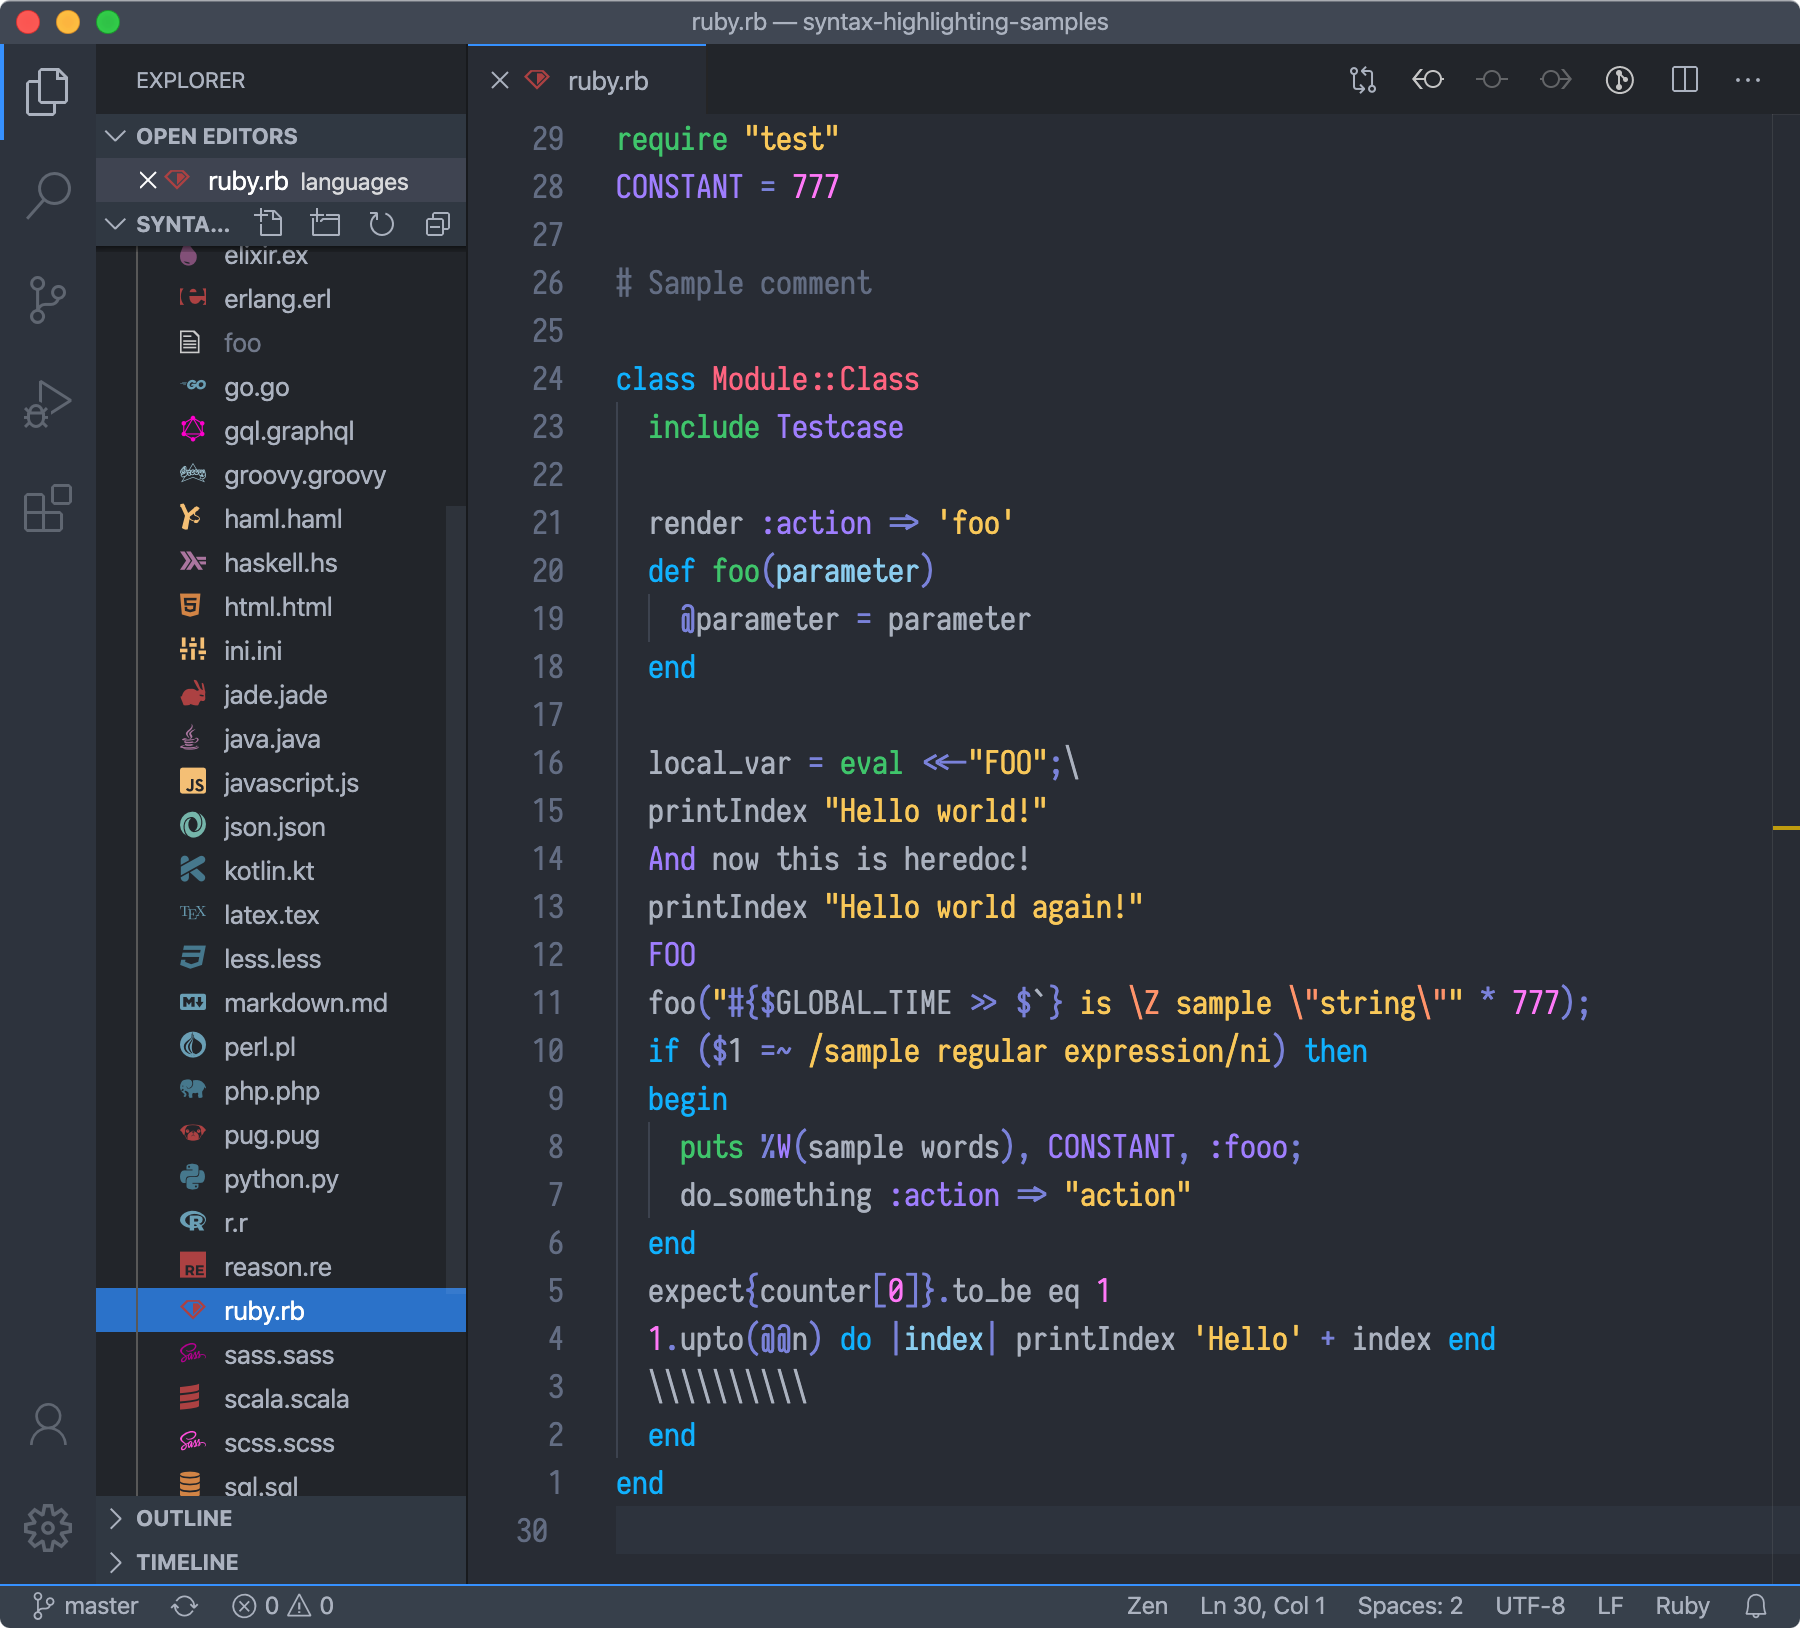 ruby.rb — syntax-highlighting-samples
EXPLORER
OPEN EDITORS
ruby.rb languages
SYNTA...
elixir.ex
erlang.erl
foo
go.go
gql.graphql
groovy.groovy
haml.haml
haskell.hs
html.html
ini.ini
jade.jade
java.java
JS javascript.js
json.json
kotlin.kt
TEX latex.tex
less.less
markdown.md
perl.pl
php.php
pug.pug
python.py
R r.r
RE reason.re
ruby.rb
sass.sass
scala.scala
scss.scss
sql.sql
OUTLINE
TIMELINE
ruby.rb
29 require "test"
28 CONSTANT = 777
27
26 # Sample comment
25
24 class Module::Class
23 include Testcase
22
21 render :action => 'foo'
20 def foo(parameter)
19 @parameter = parameter
18 end
17
16 local_var = eval <<-"FOO";\
15 printIndex "Hello world!"
14 And now this is heredoc!
13 printIndex "Hello world again!"
12 FOO
11 foo("#{$GLOBAL_TIME >> $`} is \Z sample \"string\"" * 777);
10 if ($1 =~ /sample regular expression/ni) then
9 begin
8 puts %W(sample words), CONSTANT, :fooo;
7 do_something :action => "action"
6 end
5 expect{counter[0]}.to_be eq 1
4 1.upto(@@n) do |index| printIndex 'Hello' + index end
3 \\\\\\\\\\
2 end
1 end
30
master 0 0 Zen Ln 30, Col 1 Spaces: 2 UTF-8 LF Ruby